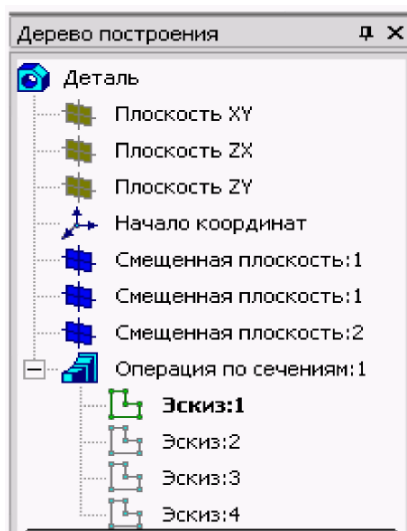 Дерево построения
Деталь
Плоскость XY
Плоскость ZX
Плоскость ZY
Начало координат
Смещенная плоскость:1
Смещенная плоскость:1
Смещенная плоскость:2
Операция по сечениям:1
Эскиз:1
Эскиз:2
Эскиз:3
Эскиз:4